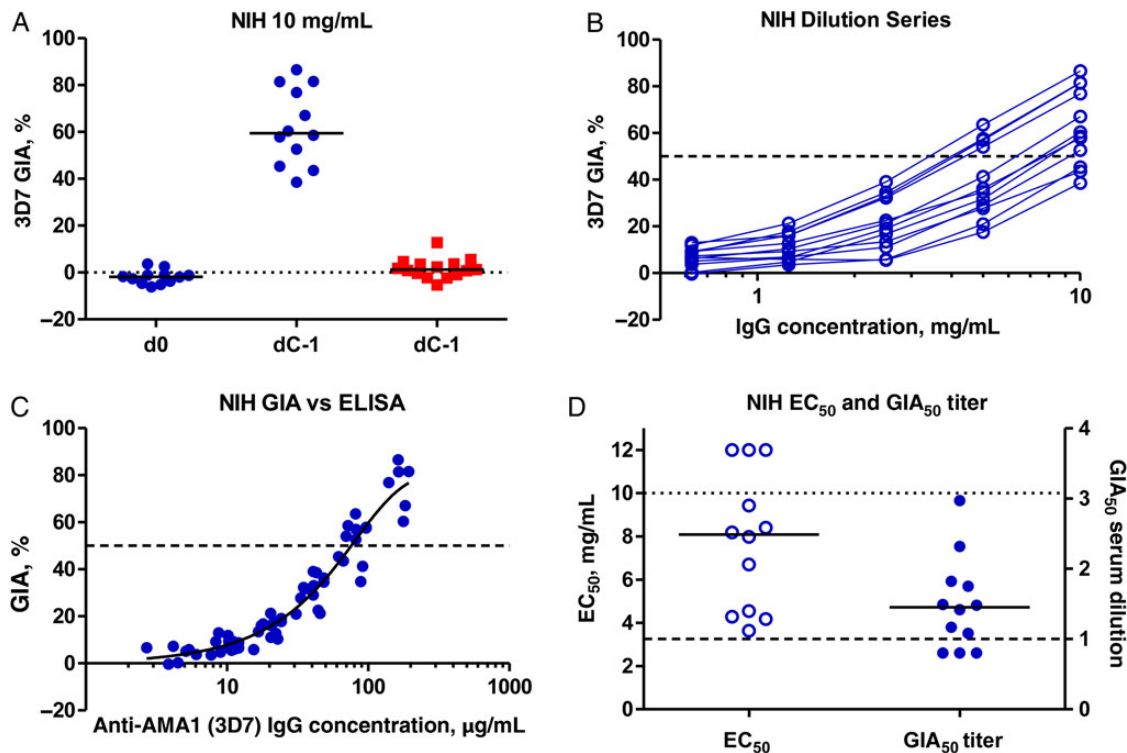 A
NIH 10 mg/mL
3D7 GIA, %
100
80
60
40
20
0
−20
d0
dC-1
dC-1
B
NIH Dilution Series
3D7 GIA, %
100
80
60
40
20
0
−20
1
10
IgG concentration, mg/mL
C
NIH GIA vs ELISA
GIA, %
100
80
60
40
20
0
−20
10
100
1000
Anti-AMA1 (3D7) IgG concentration, μg/mL
D
NIH EC50 and GIA50 titer
EC50, mg/mL
12
10
8
6
4
2
0
4
3
2
1
0
GIA50 serum dilution
EC50
GIA50 titer